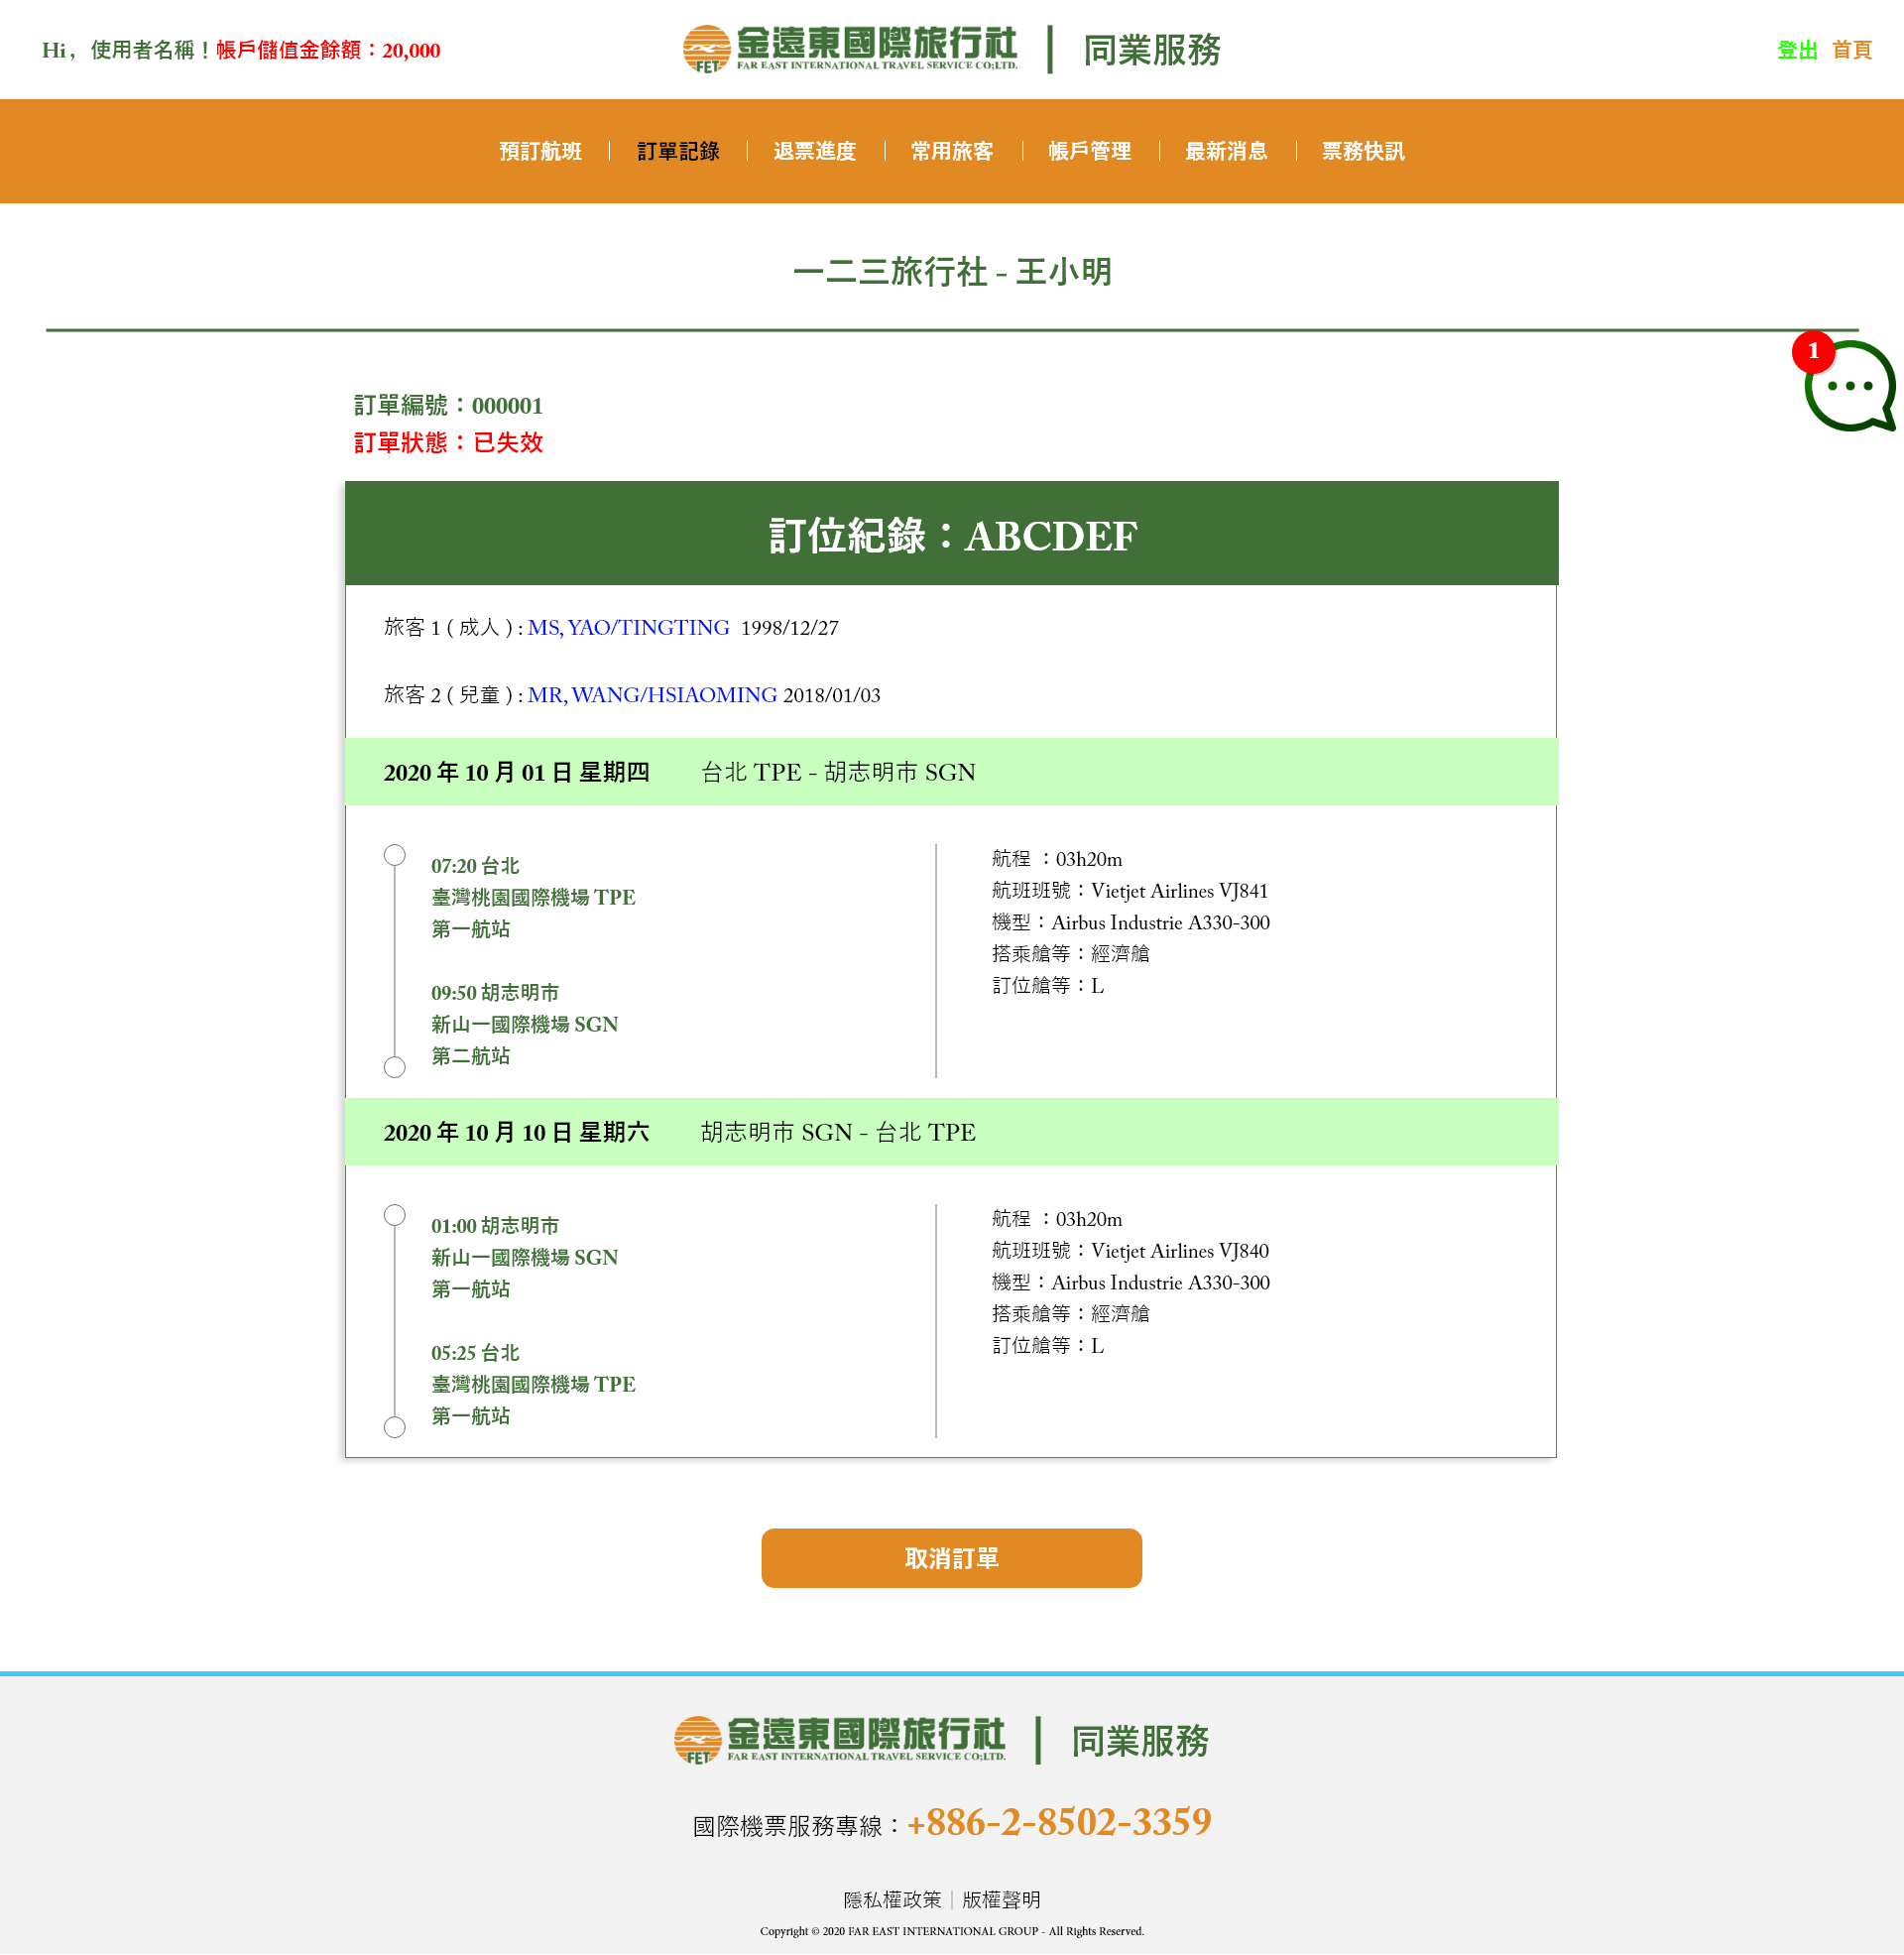 Hi，使用者名稱！帳戶儲值金餘額：20,000
金遠東國際旅行社
FAR EAST INTERNATIONAL TRAVEL SERVICE CO;LTD.
FET
同業服務
登出 首頁
預訂航班
訂單記錄
退票進度
常用旅客
帳戶管理
最新消息
票務快訊
一二三旅行社 - 王小明
1
訂單編號：000001
訂單狀態：已失效
訂位紀錄：ABCDEF
旅客 1 ( 成人 ) : MS, YAO/TINGTING 1998/12/27
旅客 2 ( 兒童 ) : MR, WANG/HSIAOMING 2018/01/03
2020 年 10 月 01 日 星期四 台北 TPE - 胡志明市 SGN
07:20 台北
臺灣桃園國際機場 TPE
第一航站
09:50 胡志明市
新山一國際機場 SGN
第二航站
航程 ：03h20m
航班班號：Vietjet Airlines VJ841
機型：Airbus Industrie A330-300
搭乘艙等：經濟艙
訂位艙等：L
2020 年 10 月 10 日 星期六 胡志明市 SGN - 台北 TPE
01:00 胡志明市
新山一國際機場 SGN
第一航站
05:25 台北
臺灣桃園國際機場 TPE
第一航站
航程 ：03h20m
航班班號：Vietjet Airlines VJ840
機型：Airbus Industrie A330-300
搭乘艙等：經濟艙
訂位艙等：L
取消訂單
金遠東國際旅行社
FAR EAST INTERNATIONAL TRAVEL SERVICE CO;LTD.
FET
同業服務
國際機票服務專線：+886-2-8502-3359
隱私權政策｜版權聲明
Copyright © 2020 FAR EAST INTERNATIONAL GROUP - All Rights Reserved.